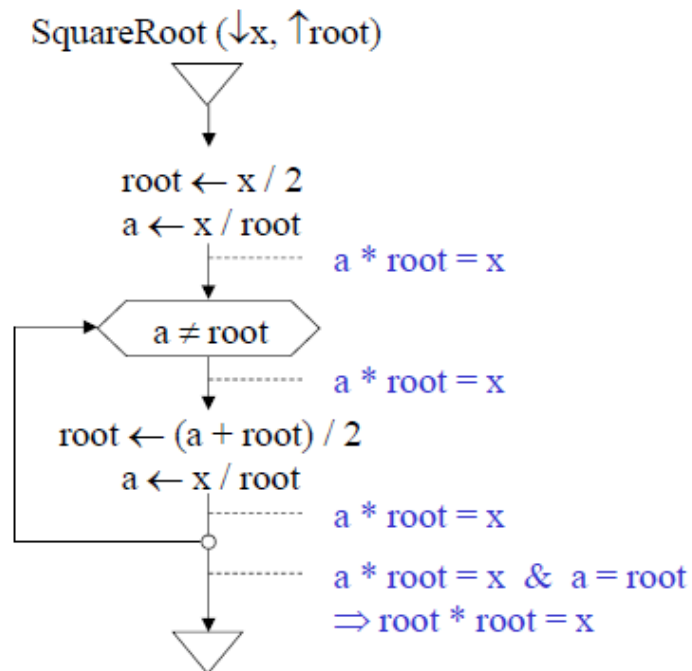 SquareRoot (↓x, ↑root)
root ← x / 2
a ← x / root
a * root = x
a ≠ root
a * root = x
root ← (a + root) / 2
a ← x / root
a * root = x
a * root = x & a = root
⇒ root * root = x